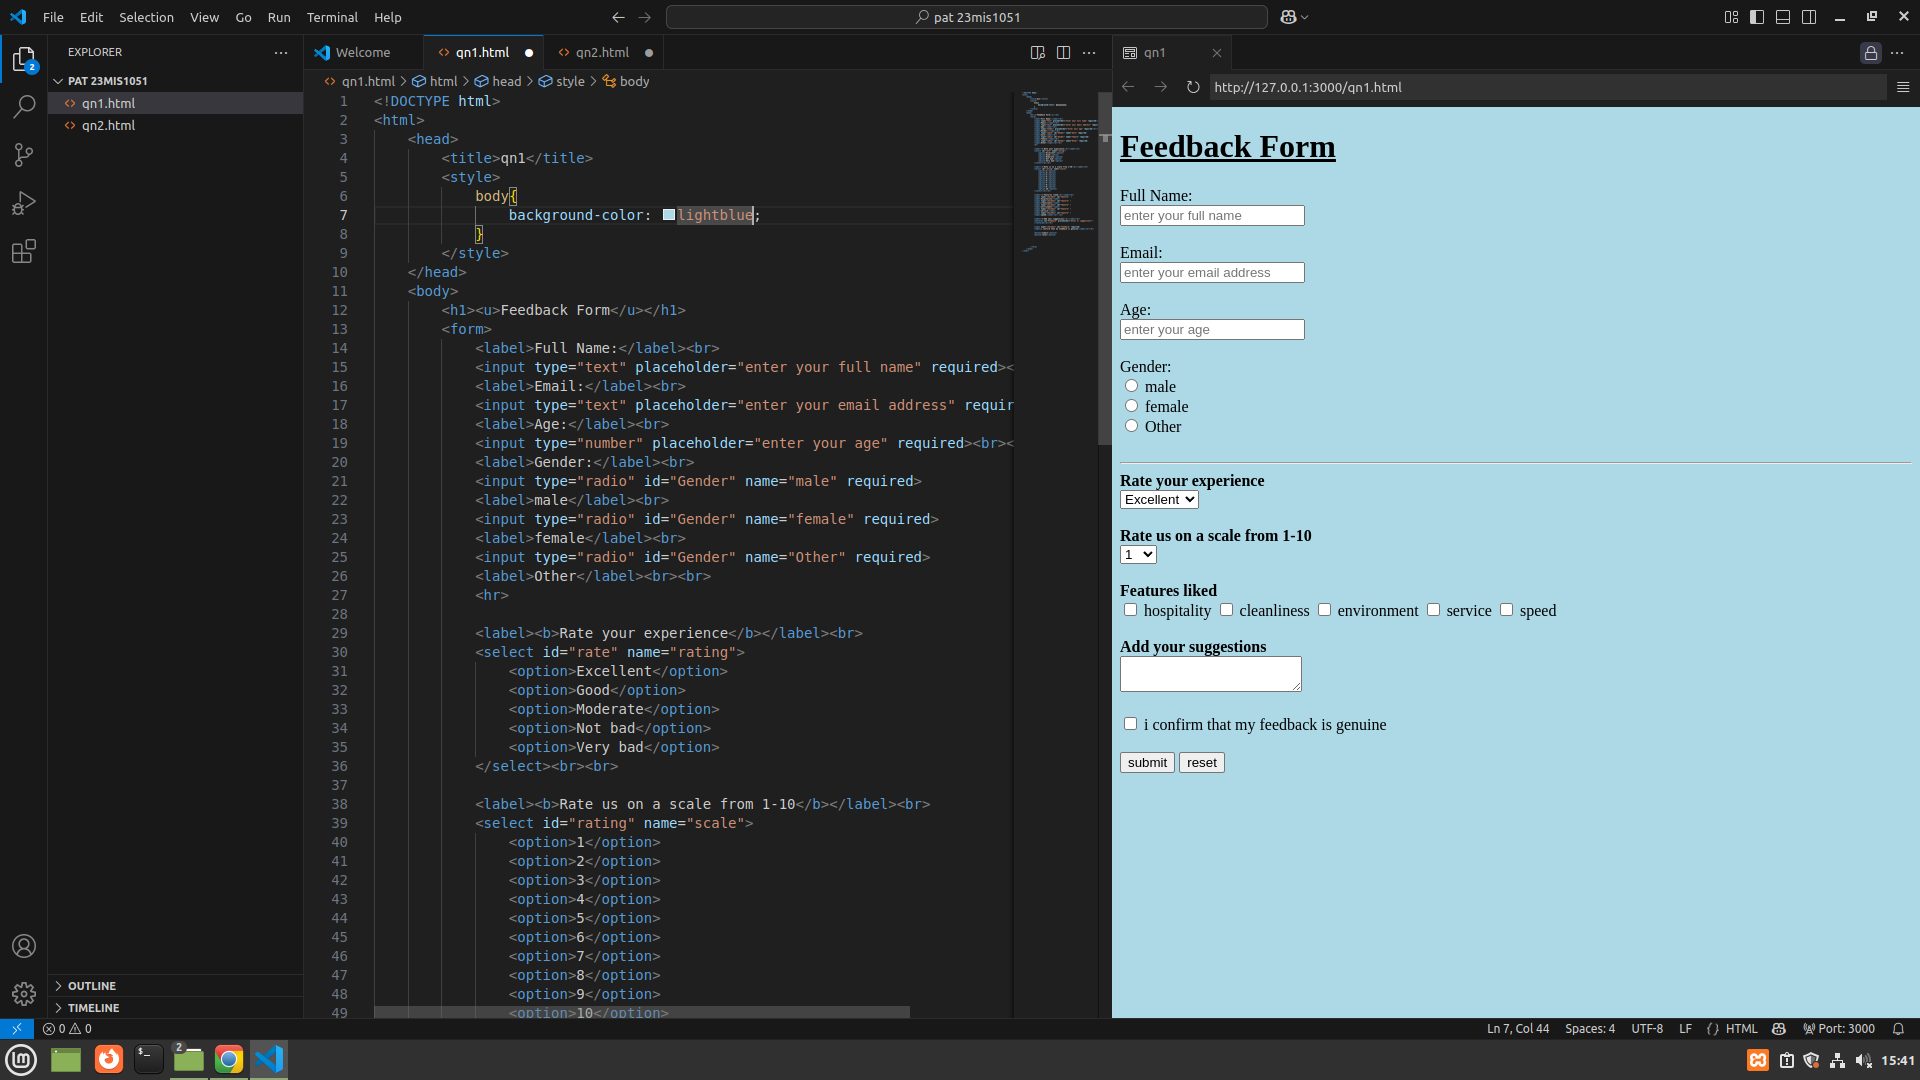 File Edit Selection View Go Run Terminal Help
pat 23mis1051
EXPLORER
PAT 23MIS1051
qn1.html
qn2.html
OUTLINE
TIMELINE
Welcome
qn1.html
qn2.html
qn1.html > html > head > style > body
1 <!DOCTYPE html>
2 <html>
3 <head>
4 <title>qn1</title>
5 <style>
6 body{
7 background-color: lightblue;
8 }
9 </style>
10 </head>
11 <body>
12 <h1><u>Feedback Form</u></h1>
13 <form>
14 <label>Full Name:</label><br>
15 <input type="text" placeholder="enter your full name" required><
16 <label>Email:</label><br>
17 <input type="text" placeholder="enter your email address" requir
18 <label>Age:</label><br>
19 <input type="number" placeholder="enter your age" required><br><
20 <label>Gender:</label><br>
21 <input type="radio" id="Gender" name="male" required>
22 <label>male</label><br>
23 <input type="radio" id="Gender" name="female" required>
24 <label>female</label><br>
25 <input type="radio" id="Gender" name="Other" required>
26 <label>Other</label><br><br>
27 <hr>
28
29 <label><b>Rate your experience</b></label><br>
30 <select id="rate" name="rating">
31 <option>Excellent</option>
32 <option>Good</option>
33 <option>Moderate</option>
34 <option>Not bad</option>
35 <option>Very bad</option>
36 </select><br><br>
37
38 <label><b>Rate us on a scale from 1-10</b></label><br>
39 <select id="rating" name="scale">
40 <option>1</option>
41 <option>2</option>
42 <option>3</option>
43 <option>4</option>
44 <option>5</option>
45 <option>6</option>
46 <option>7</option>
47 <option>8</option>
48 <option>9</option>
49 <option>10</option>
qn1
http://127.0.0.1:3000/qn1.html
Feedback Form
Full Name:
enter your full name
Email:
enter your email address
Age:
enter your age
Gender:
male
female
Other
Rate your experience
Excellent
Rate us on a scale from 1-10
1
Features liked
hospitality cleanliness environment service speed
Add your suggestions
i confirm that my feedback is genuine
submit reset
0 0
Ln 7, Col 44 Spaces: 4 UTF-8 LF {} HTML Port: 3000
2
2
15:41